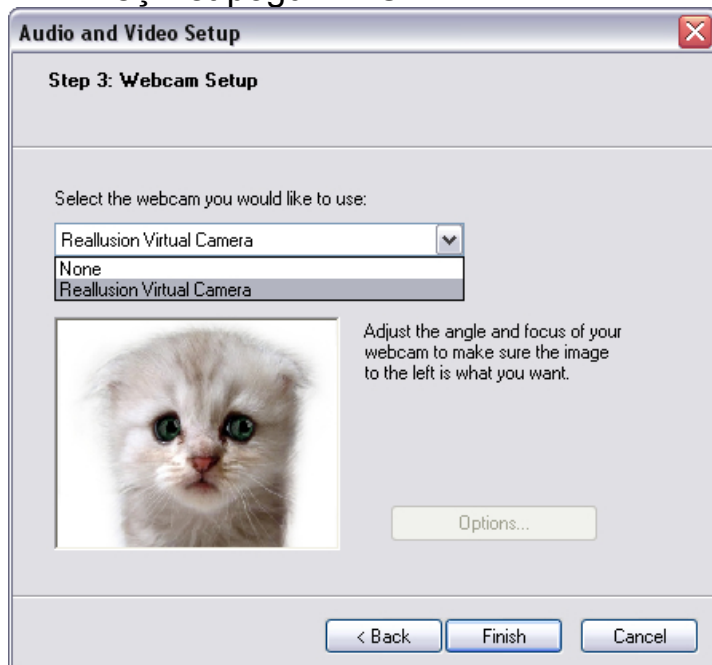 Audio and Video Setup
Step 3: Webcam Setup
Select the webcam you would like to use:
Reallusion Virtual Camera
None
Reallusion Virtual Camera
Adjust the angle and focus of your
webcam to make sure the image
to the left is what you want.
Options...
< Back
Finish
Cancel